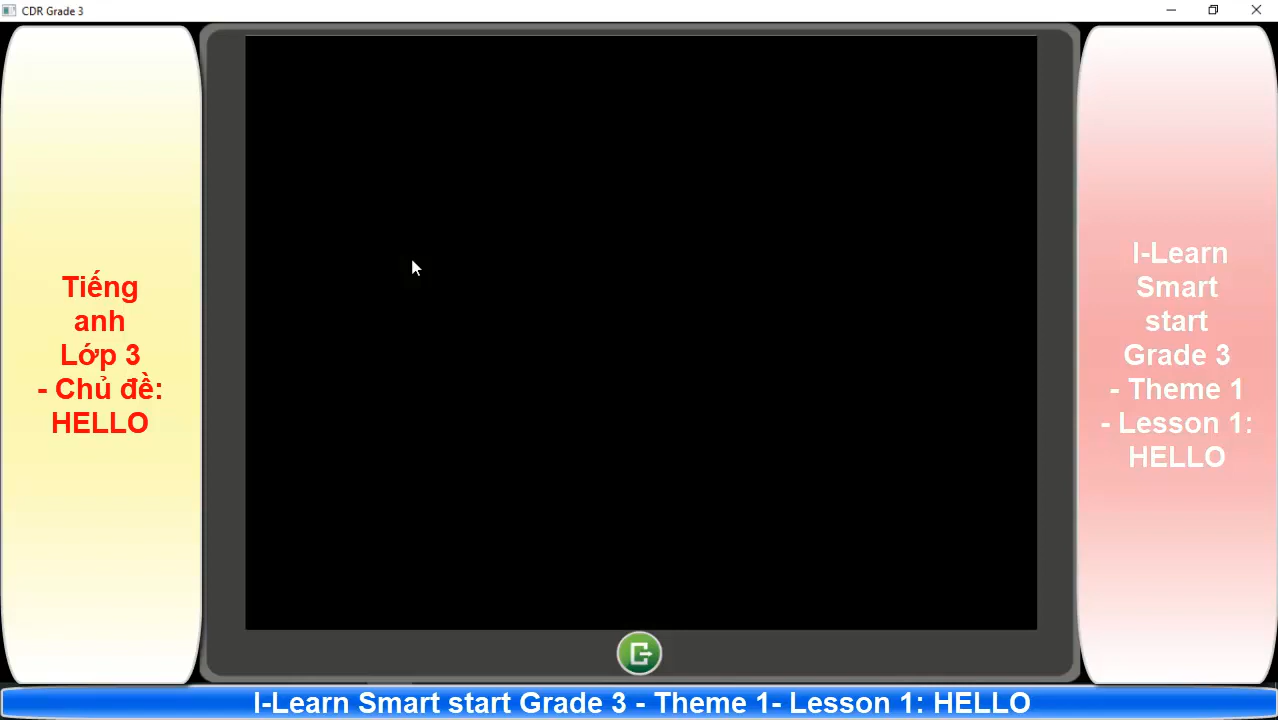 CDR Grade 3
Tiếng
anh
Lớp 3
- Chủ đề:
HELLO
I-Learn
Smart
start
Grade 3
- Theme 1
- Lesson 1:
HELLO
I-Learn Smart start Grade 3 - Theme 1- Lesson 1: HELLO